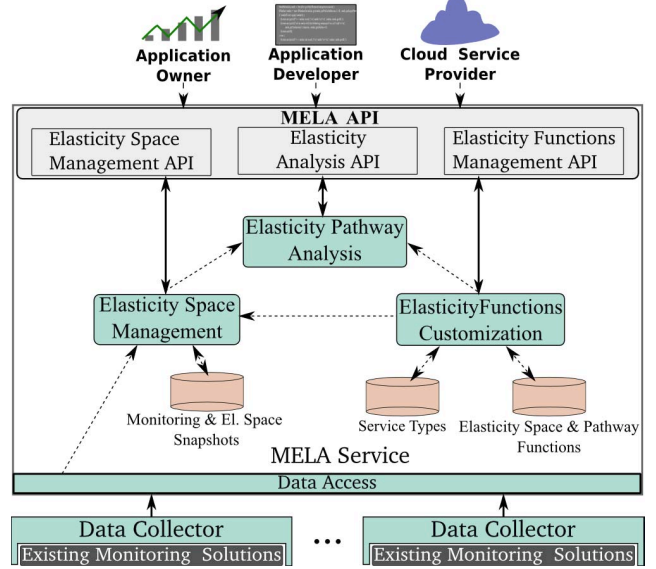 Application
Owner
Application
Developer
Cloud Service
Provider
MELA API
Elasticity Space
Management API
Elasticity
Analysis API
Elasticity Functions
Management API
Elasticity Pathway
Analysis
Elasticity Space
Management
ElasticityFunctions
Customization
Monitoring & El. Space
Snapshots
Service Types
Elasticity Space & Pathway
Functions
MELA Service
Data Access
Data Collector
Existing Monitoring Solutions
...
Data Collector
Existing Monitoring Solutions